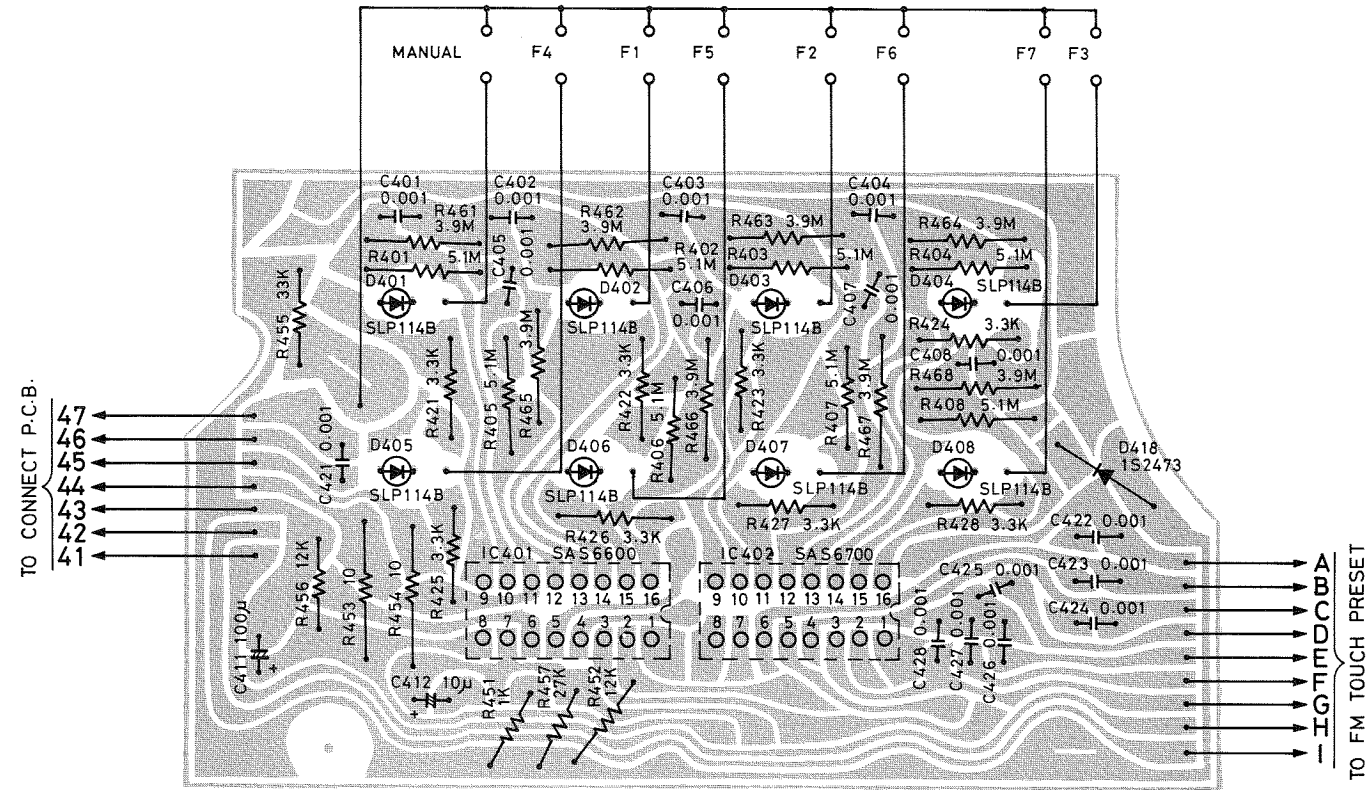 MANUAL F4 F1 F5 F2 F6 F7 F3
C401 0.001
C402 0.001
C403 0.001
C404 0.001
R461 3.9M
R462 3.9M
R463 3.9M
R464 3.9M
R401 5.1M
C405 0.001
R402 5.1M
R403 5.1M
R404 5.1M
D401 SLP114B
D402 SLP114B
C406 0.001
D403 SLP114B
C407 0.001
D404 SLP114B
R455 33K
R424 3.3K
C408 0.001
R468 3.9M
R408 5.1M
R421 3.3K
R405 5.1M
R465 3.9M
R422 3.3K
R406 5.1M
R466 3.9M
R423 3.3K
R407 5.1M
R467 3.9M
TO CONNECT P.C.B.
47
46
45
44
43
42
41
C421 0.001
D405 SLP114B
D406 SLP114B
D407 SLP114B
D408 SLP114B
D418 1S2473
R426 3.3K
R427 3.3K
R428 3.3K
R456 12K
R453 10
R454 10
R425 3.3K
IC401 SAS6600
9 10 11 12 13 14 15 16
8 7 6 5 4 3 2 1
IC402 SAS6700
9 10 11 12 13 14 15 16
8 7 6 5 4 3 2 1
C422 0.001
C423 0.001
C424 0.001
C425 0.001
C428 0.001
C427 0.001
C426 0.001
C411 100µ
+
C412 10µ
+
R451 1K
R457 27K
R452 12K
A
B
C
D
E
F
G
H
I
TO FM TOUCH PRESET